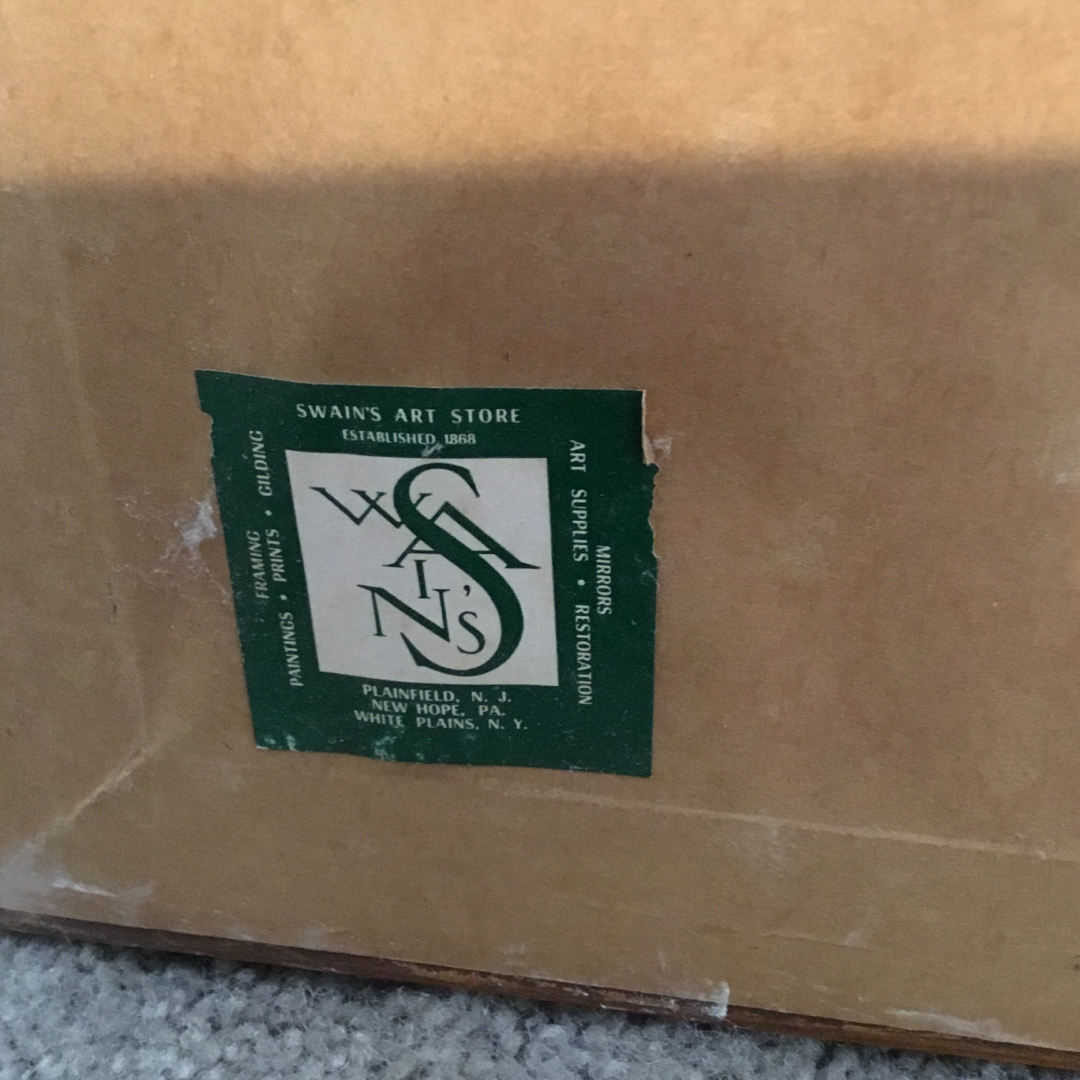 SWAIN'S ART STORE
ESTABLISHED 1868
FRAMING
PAINTINGS • PRINTS • GILDING
SWAIN'S
ART SUPPLIES • RESTORATION
MIRRORS
PLAINFIELD, N. J.
NEW HOPE, PA.
WHITE PLAINS, N. Y.